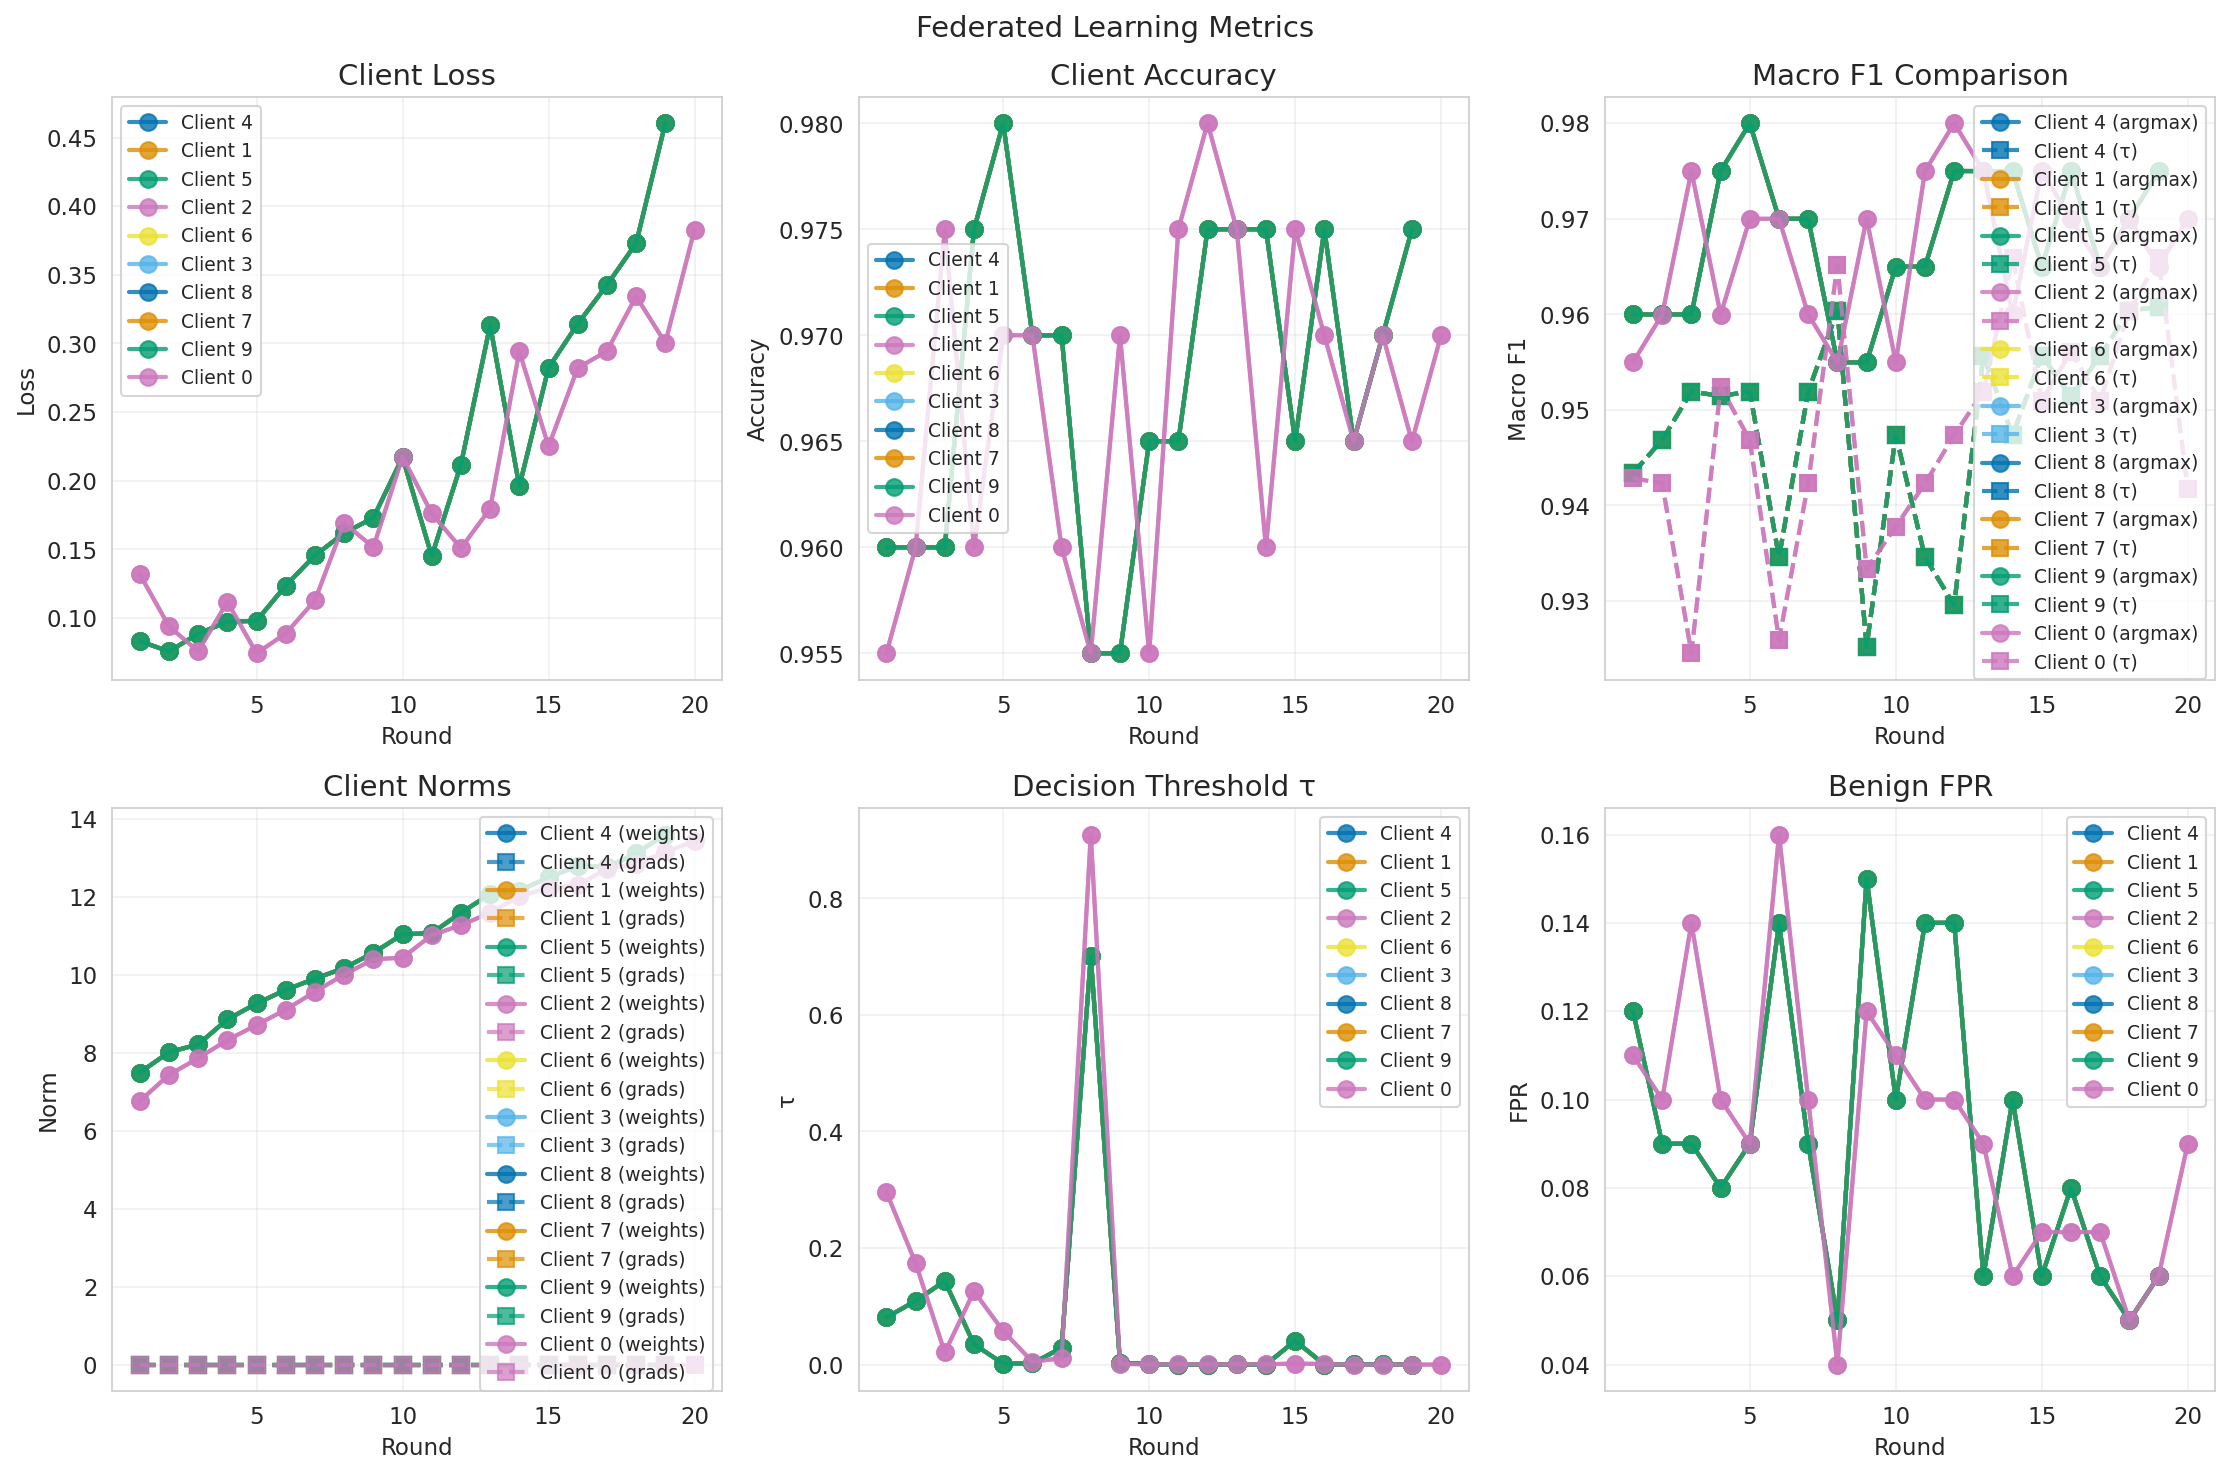 Federated Learning Metrics
Client Loss
Loss
0.45
0.40
0.35
0.30
0.25
0.20
0.15
0.10
5
10
15
20
Round
Client 4
Client 1
Client 5
Client 2
Client 6
Client 3
Client 8
Client 7
Client 9
Client 0
Client Accuracy
Accuracy
0.980
0.975
0.970
0.965
0.960
0.955
5
10
15
20
Round
Client 4
Client 1
Client 5
Client 2
Client 6
Client 3
Client 8
Client 7
Client 9
Client 0
Macro F1 Comparison
Macro F1
0.98
0.97
0.96
0.95
0.94
0.93
5
10
15
20
Round
Client 4 (argmax)
Client 4 (τ)
Client 1 (argmax)
Client 1 (τ)
Client 5 (argmax)
Client 5 (τ)
Client 2 (argmax)
Client 2 (τ)
Client 6 (argmax)
Client 6 (τ)
Client 3 (argmax)
Client 3 (τ)
Client 8 (argmax)
Client 8 (τ)
Client 7 (argmax)
Client 7 (τ)
Client 9 (argmax)
Client 9 (τ)
Client 0 (argmax)
Client 0 (τ)
Client Norms
Norm
14
12
10
8
6
4
2
0
5
10
15
20
Round
Client 4 (weights)
Client 4 (grads)
Client 1 (weights)
Client 1 (grads)
Client 5 (weights)
Client 5 (grads)
Client 2 (weights)
Client 2 (grads)
Client 6 (weights)
Client 6 (grads)
Client 3 (weights)
Client 3 (grads)
Client 8 (weights)
Client 8 (grads)
Client 7 (weights)
Client 7 (grads)
Client 9 (weights)
Client 9 (grads)
Client 0 (weights)
Client 0 (grads)
Decision Threshold τ
τ
0.8
0.6
0.4
0.2
0.0
5
10
15
20
Round
Client 4
Client 1
Client 5
Client 2
Client 6
Client 3
Client 8
Client 7
Client 9
Client 0
Benign FPR
FPR
0.16
0.14
0.12
0.10
0.08
0.06
0.04
5
10
15
20
Round
Client 4
Client 1
Client 5
Client 2
Client 6
Client 3
Client 8
Client 7
Client 9
Client 0